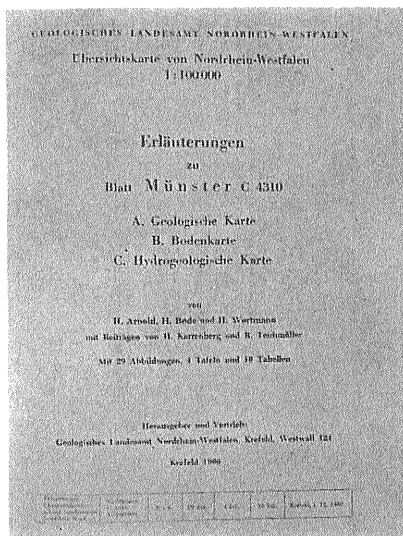 GEOLOGISCHES LANDESAMT NORDRHEIN-WESTFALEN
Übersichtskarte von Nordrhein-Westfalen
1:100000
Erläuterungen
zu
Blatt Münster C 4310
A. Geologische Karte
B. Bodenkarte
C. Hydrogeologische Karte
von
H. Arnold, H. Bode und H. Wortmann
mit Beiträgen von H. Karrenberg und R. Teichmüller
Mit 29 Abbildungen, 4 Tafeln und 10 Tabellen
Herausgeber und Vertrieb:
Geologisches Landesamt Nordrhein-Westfalen, Krefeld, Westwall 124
Krefeld 1960